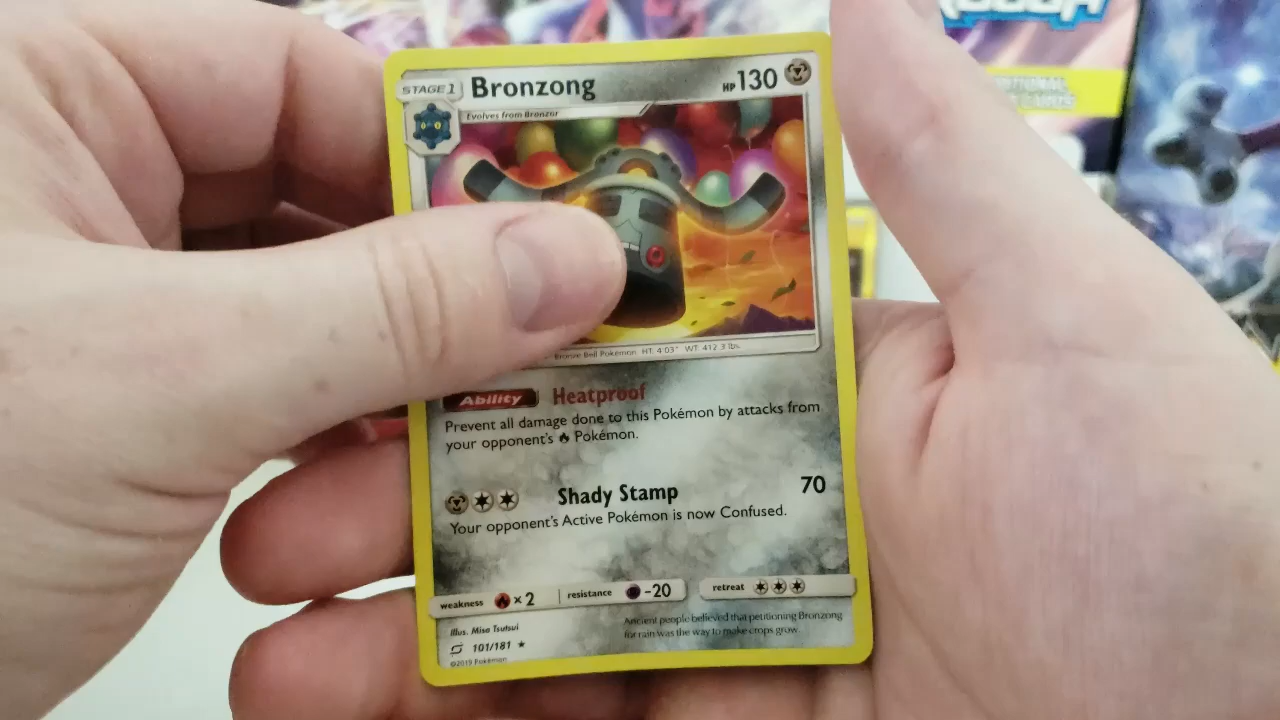 STAGE 1 Bronzong HP 130
Evolves from Bronzor
Bronze Bell Pokémon HT: 4'03" WT: 412.3 lbs.
Ability Heatproof
Prevent all damage done to this Pokémon by attacks from
your opponent's Pokémon.
Shady Stamp 70
Your opponent's Active Pokémon is now Confused.
weakness ×2 resistance -20 retreat
Ancient people believed that petitioning Bronzong
for rain was the way to make crops grow.
Illus. Misa Tsutsui
101/181 ★
©2019 Pokémon